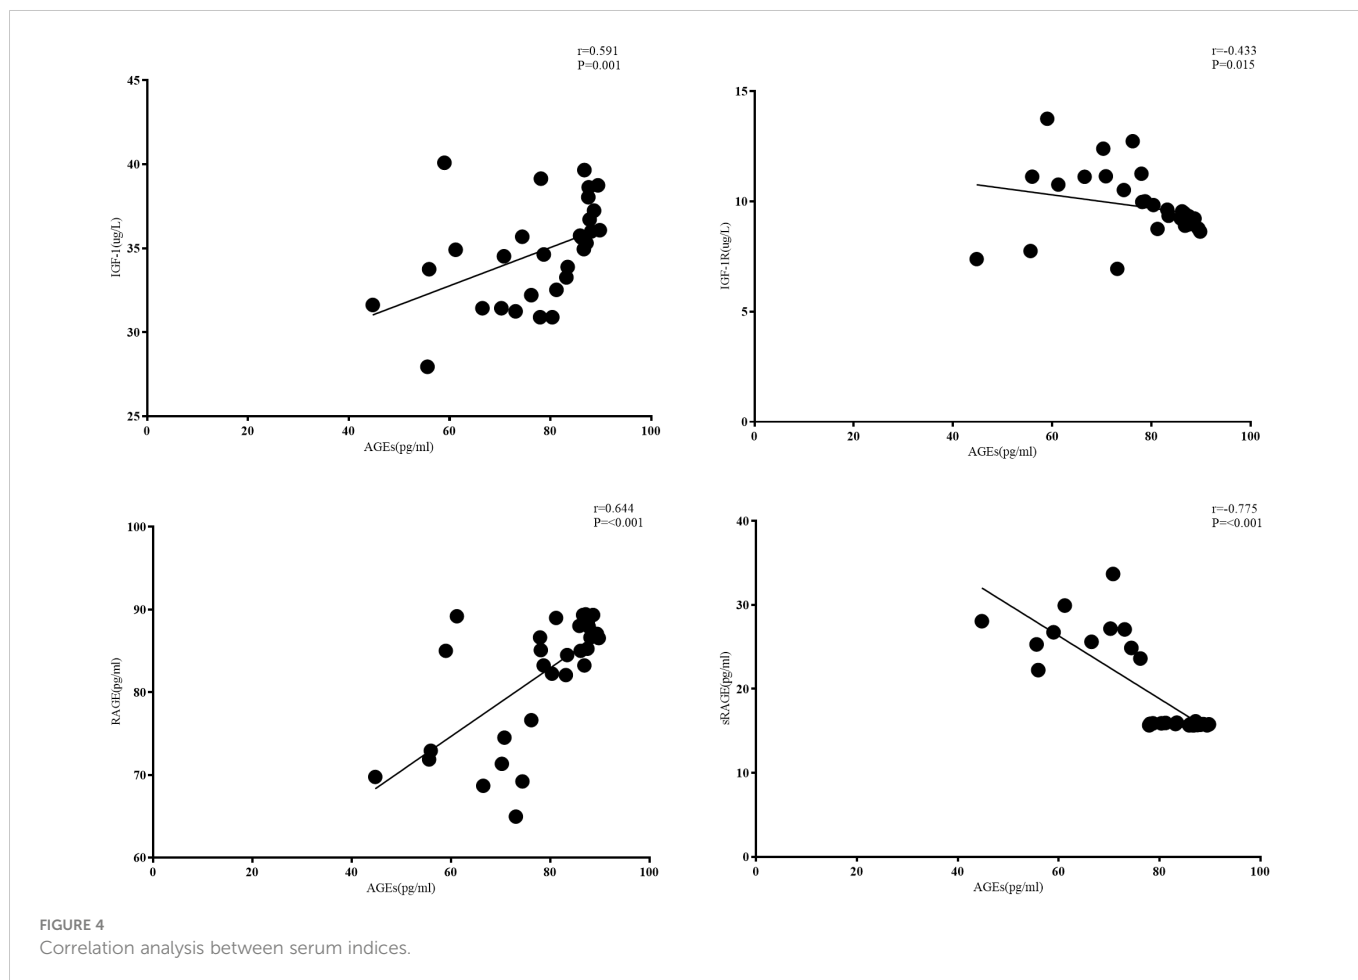 r=0.591
P=0.001
45
40
35
30
25
IGF-1(ug/L)
0
40
60
80
100
AGEs(pg/ml)
r=-0.433
P=0.015
15
10
5
0
IGF-1R(ug/L)
0
20
40
60
80
100
AGEs(pg/ml)
r=0.644
P=<0.001
100
90
80
70
60
RAGE(pg/ml)
0
20
40
60
80
100
AGEs(pg/ml)
r=-0.775
P=<0.001
40
30
20
10
0
sRAGE(pg/ml)
0
20
40
60
80
100
AGEs(pg/ml)
FIGURE 4
Correlation analysis between serum indices.